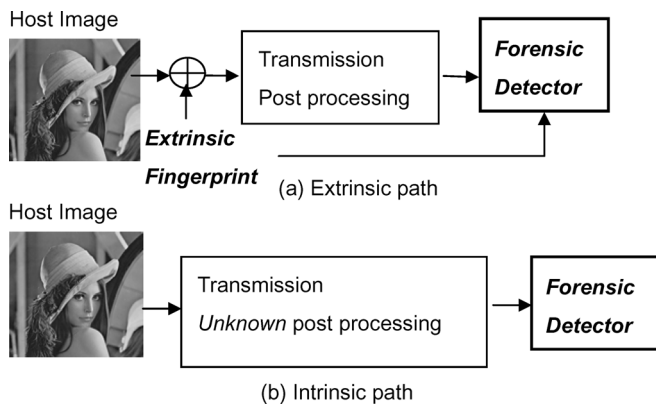 Host Image
Transmission
Post processing
Forensic
Detector
Extrinsic
Fingerprint
(a) Extrinsic path
Host Image
Transmission
Unknown post processing
Forensic
Detector
(b) Intrinsic path